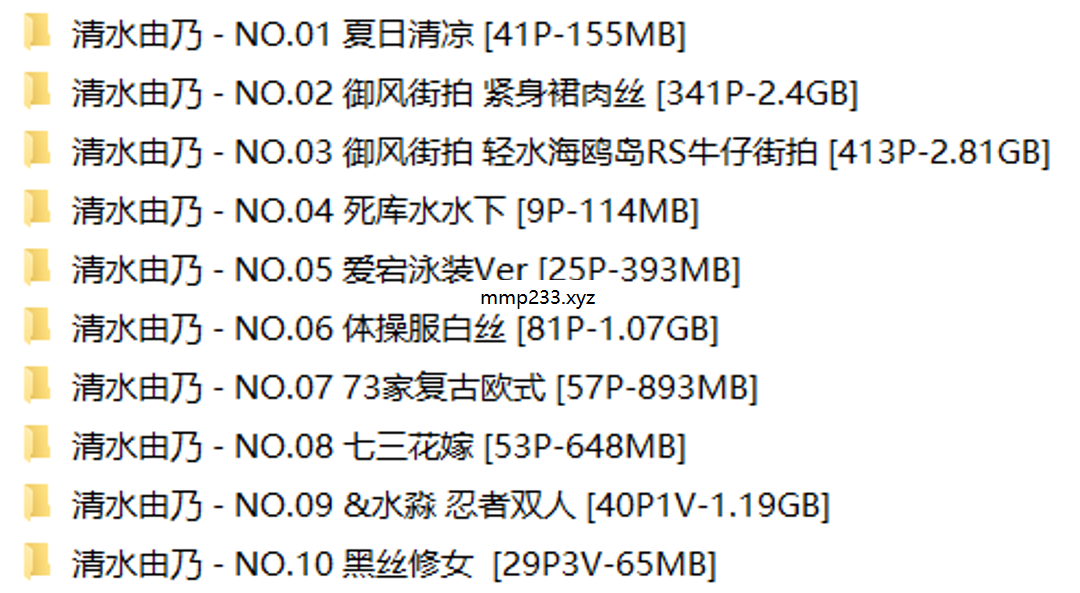 清水由乃 - NO.01 夏日清凉 [41P-155MB]
清水由乃 - NO.02 御风街拍 紧身裙肉丝 [341P-2.4GB]
清水由乃 - NO.03 御风街拍 轻水海鸥岛RS牛仔街拍 [413P-2.81GB]
清水由乃 - NO.04 死库水水下 [9P-114MB]
清水由乃 - NO.05 爱宕泳装Ver [25P-393MB]
mmp233.xyz
清水由乃 - NO.06 体操服白丝 [81P-1.07GB]
清水由乃 - NO.07 73家复古欧式 [57P-893MB]
清水由乃 - NO.08 七三花嫁 [53P-648MB]
清水由乃 - NO.09 &水淼 忍者双人 [40P1V-1.19GB]
清水由乃 - NO.10 黑丝修女 [29P3V-65MB]